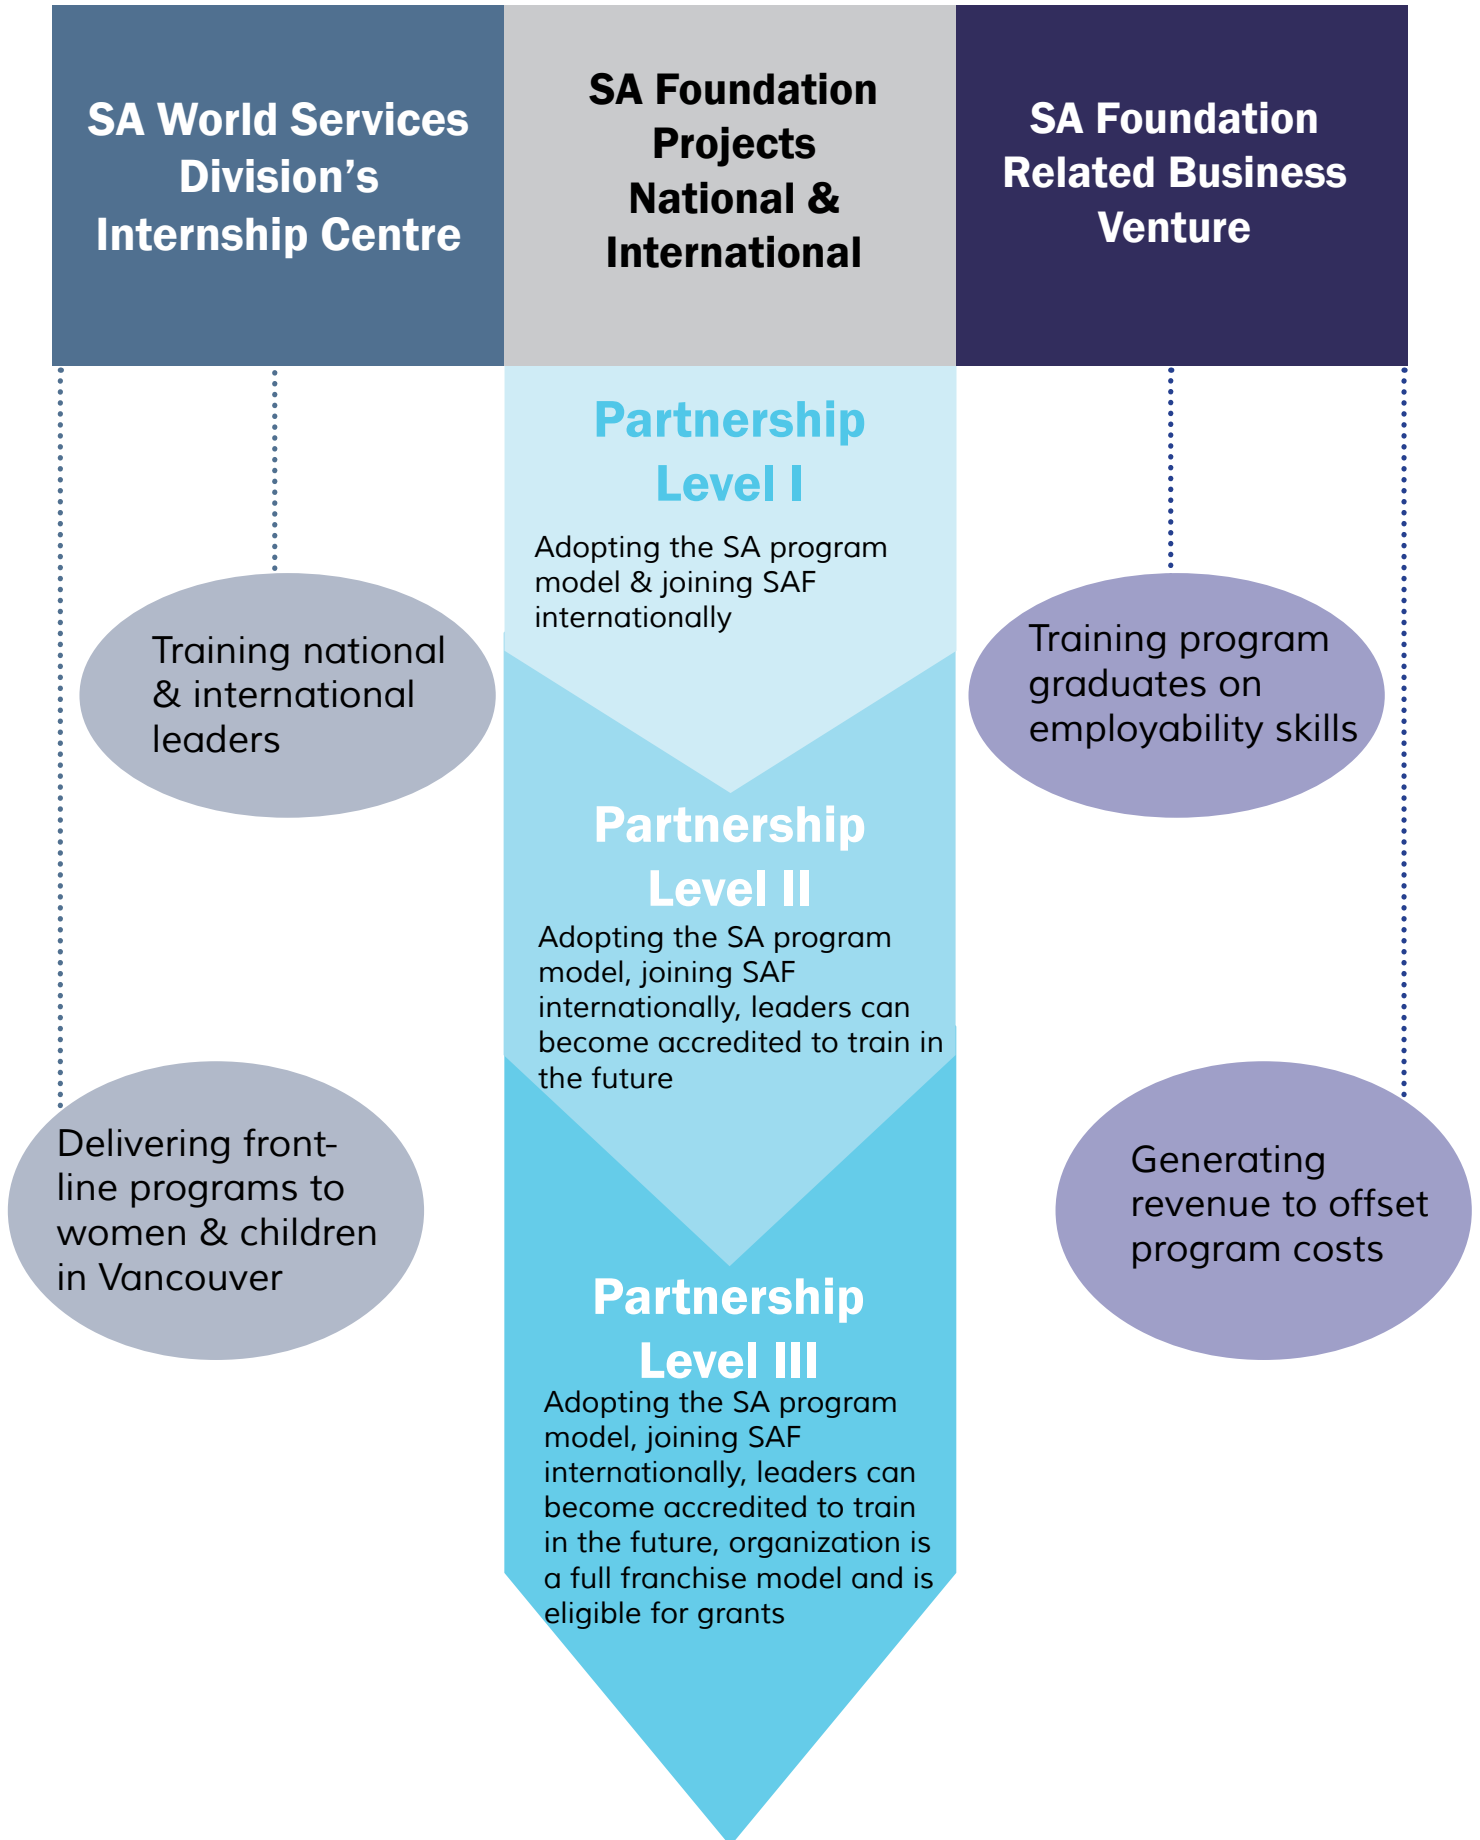 SA World Services
Division's
Internship Centre
SA Foundation
Projects
National &
International
SA Foundation
Related Business
Venture
Training national
& international
leaders
Delivering front-
line programs to
women & children
in Vancouver
Partnership
Level I
Adopting the SA program
model & joining SAF
internationally
Partnership
Level II
Adopting the SA program
model, joining SAF
internationally, leaders can
become accredited to train in
the future
Partnership
Level III
Adopting the SA program
model, joining SAF
internationally, leaders can
become accredited to train
in the future, organization is
a full franchise model and is
eligible for grants
Training program
graduates on
employability skills
Generating
revenue to offset
program costs